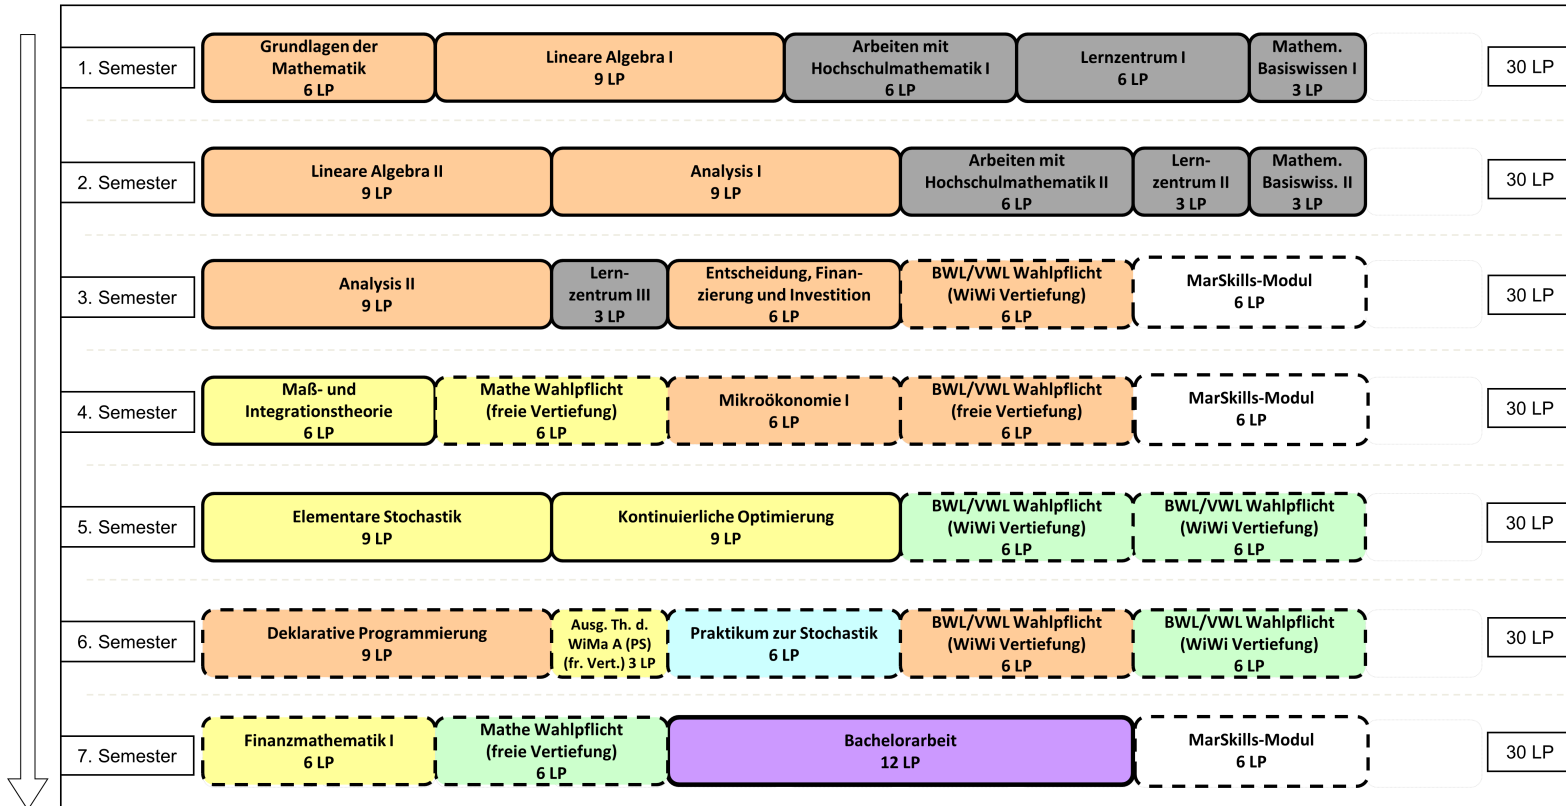 1. Semester
Grundlagen der
Mathematik
6 LP
Lineare Algebra I
9 LP
Arbeiten mit
Hochschulmathematik I
6 LP
Lernzentrum I
6 LP
Mathem.
Basiswissen I
3 LP
30 LP
2. Semester
Lineare Algebra II
9 LP
Analysis I
9 LP
Arbeiten mit
Hochschulmathematik II
6 LP
Lern-
zentrum II
3 LP
Mathem.
Basiswiss. II
3 LP
30 LP
3. Semester
Analysis II
9 LP
Lern-
zentrum III
3 LP
Entscheidung, Finan-
zierung und Investition
6 LP
BWL/VWL Wahlpflicht
(WiWi Vertiefung)
6 LP
MarSkills-Modul
6 LP
30 LP
4. Semester
Maß- und
Integrationstheorie
6 LP
Mathe Wahlpflicht
(freie Vertiefung)
6 LP
Mikroökonomie I
6 LP
BWL/VWL Wahlpflicht
(freie Vertiefung)
6 LP
MarSkills-Modul
6 LP
30 LP
5. Semester
Elementare Stochastik
9 LP
Kontinuierliche Optimierung
9 LP
BWL/VWL Wahlpflicht
(WiWi Vertiefung)
6 LP
BWL/VWL Wahlpflicht
(WiWi Vertiefung)
6 LP
30 LP
6. Semester
Deklarative Programmierung
9 LP
Ausg. Th. d.
WiMa A (PS)
(fr. Vert.) 3 LP
Praktikum zur Stochastik
6 LP
BWL/VWL Wahlpflicht
(WiWi Vertiefung)
6 LP
BWL/VWL Wahlpflicht
(WiWi Vertiefung)
6 LP
30 LP
7. Semester
Finanzmathematik I
6 LP
Mathe Wahlpflicht
(freie Vertiefung)
6 LP
Bachelorarbeit
12 LP
MarSkills-Modul
6 LP
30 LP